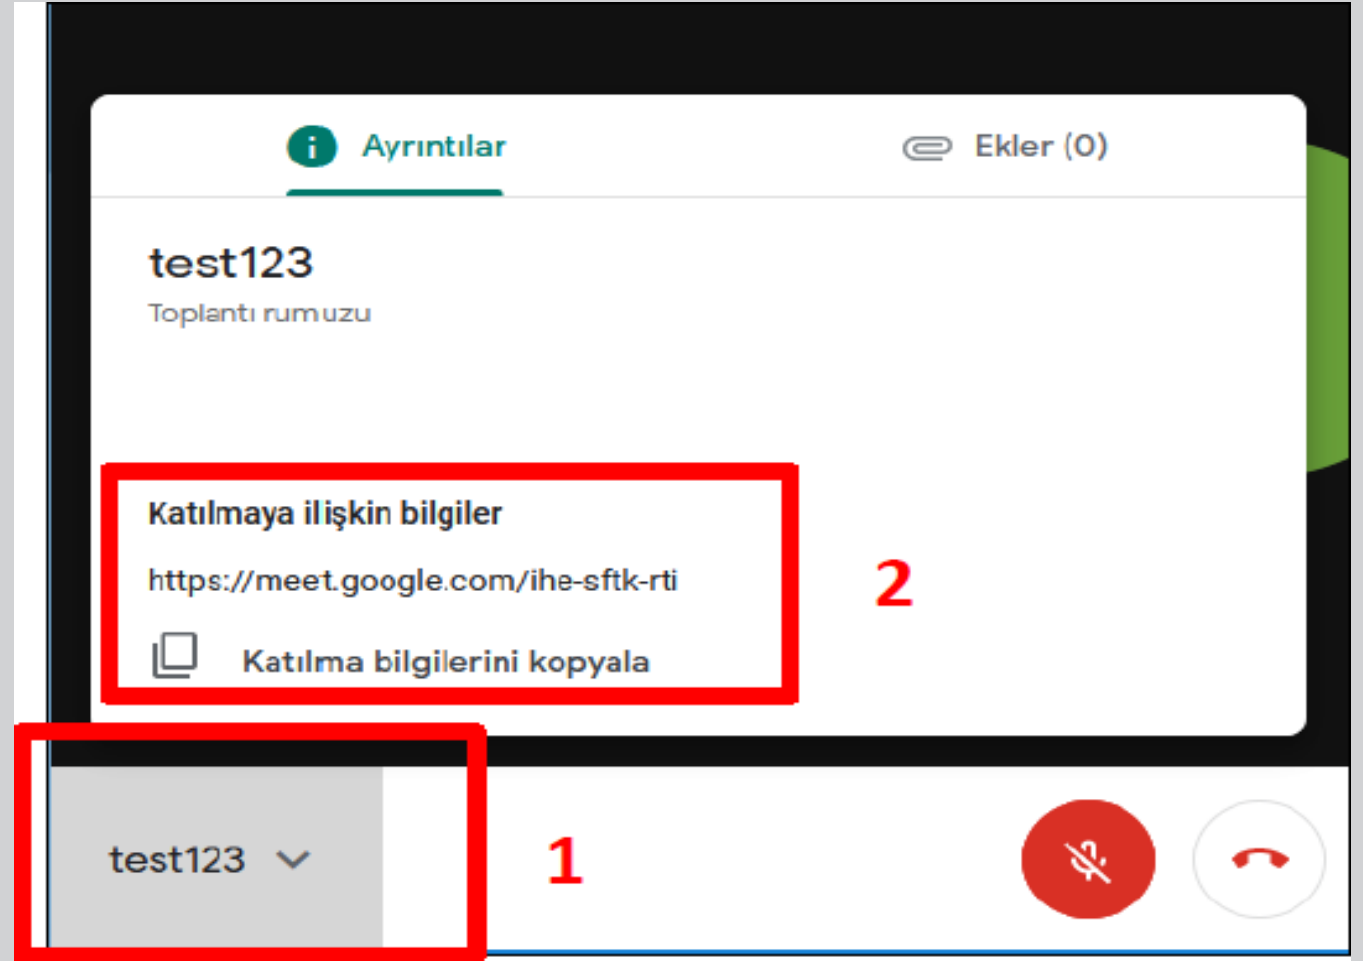 Ayrıntılar
Ekler (0)
test123
Toplantı rumuzu
Katılmaya ilişkin bilgiler
https://meet.google.com/ihe-sftk-rti
Katılma bilgilerini kopyala
2
test123
1